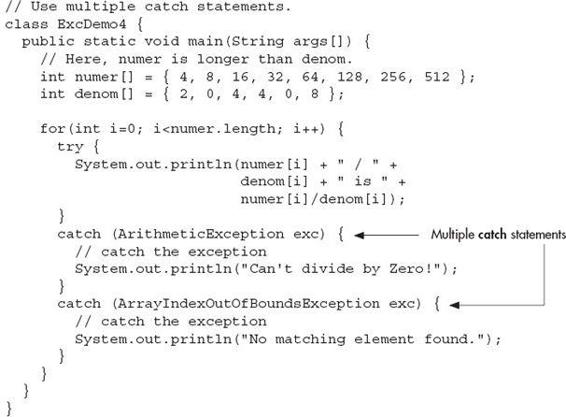 // Use multiple catch statements.
class ExcDemo4 {
  public static void main(String args[]) {
    // Here, numer is longer than denom.
    int numer[] = { 4, 8, 16, 32, 64, 128, 256, 512 };
    int denom[] = { 2, 0, 4, 4, 0, 8 };

    for(int i=0; i<numer.length; i++) {
      try {
        System.out.println(numer[i] + " / " +
                           denom[i] + " is " +
                           numer[i]/denom[i]);
      }
      catch (ArithmeticException exc) { Multiple catch statements
        // catch the exception
        System.out.println("Can't divide by Zero!");
      }
      catch (ArrayIndexOutOfBoundsException exc) {
        // catch the exception
        System.out.println("No matching element found.");
      }
    }
  }
}